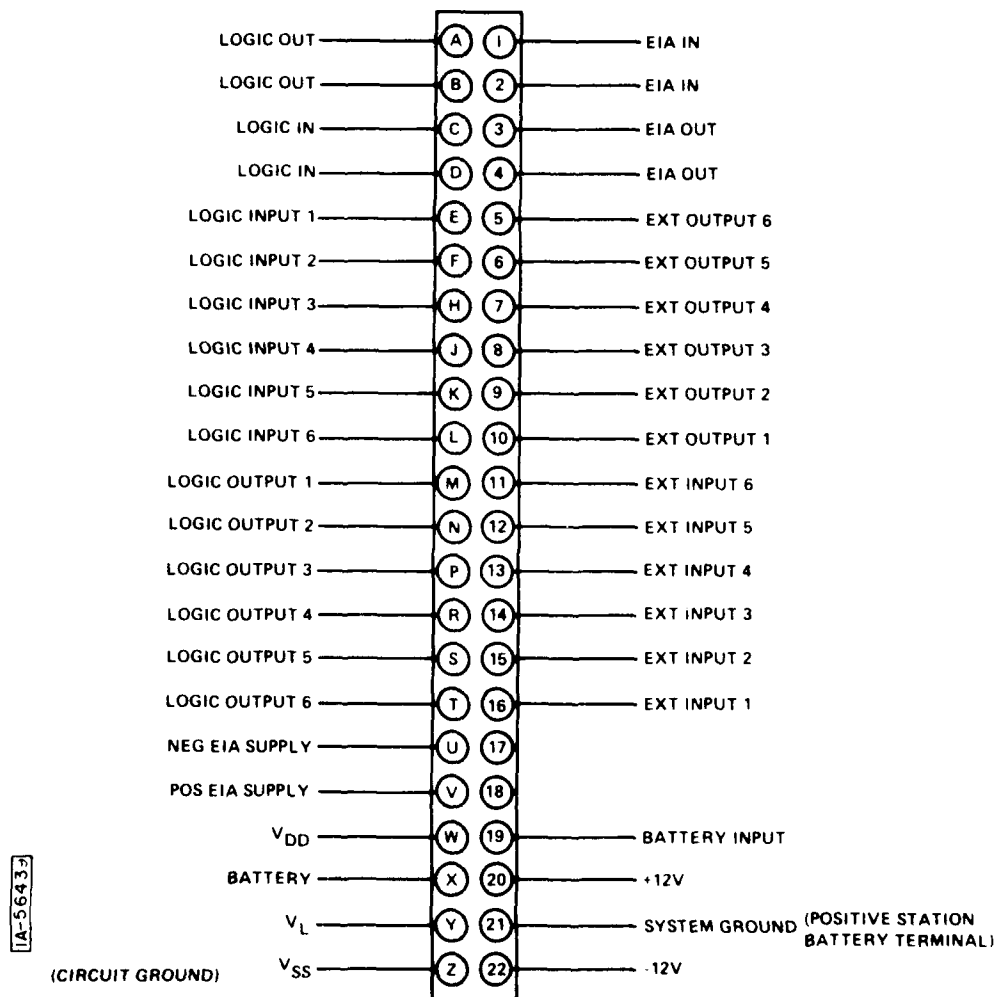 LOGIC OUT A 1 EIA IN
LOGIC OUT B 2 EIA IN
LOGIC IN C 3 EIA OUT
LOGIC IN D 4 EIA OUT
LOGIC INPUT 1 E 5 EXT OUTPUT 6
LOGIC INPUT 2 F 6 EXT OUTPUT 5
LOGIC INPUT 3 H 7 EXT OUTPUT 4
LOGIC INPUT 4 J 8 EXT OUTPUT 3
LOGIC INPUT 5 K 9 EXT OUTPUT 2
LOGIC INPUT 6 L 10 EXT OUTPUT 1
LOGIC OUTPUT 1 M 11 EXT INPUT 6
LOGIC OUTPUT 2 N 12 EXT INPUT 5
LOGIC OUTPUT 3 P 13 EXT INPUT 4
LOGIC OUTPUT 4 R 14 EXT INPUT 3
LOGIC OUTPUT 5 S 15 EXT INPUT 2
LOGIC OUTPUT 6 T 16 EXT INPUT 1
NEG EIA SUPPLY U 17
POS EIA SUPPLY V 18
VDD W 19 BATTERY INPUT
BATTERY X 20 +12V
VL Y 21 SYSTEM GROUND (POSITIVE STATION
BATTERY TERMINAL)
(CIRCUIT GROUND) VSS Z 22 -12V